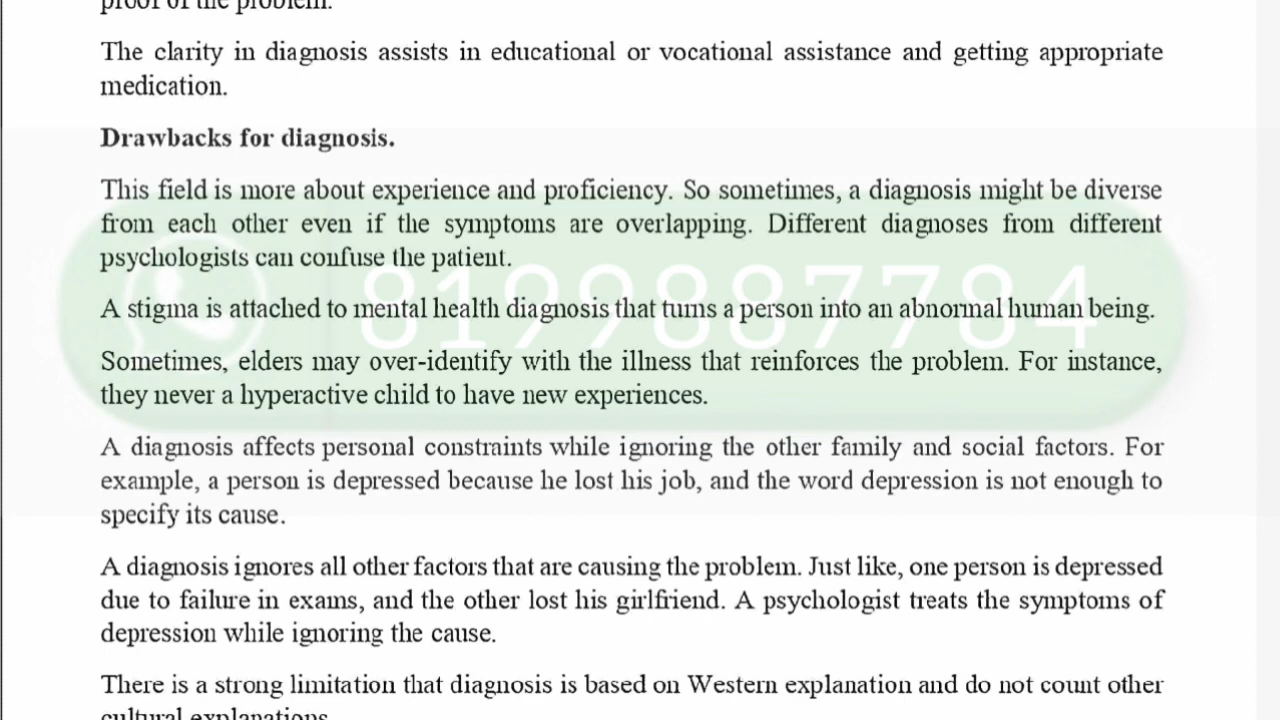 proof of the problem.
The clarity in diagnosis assists in educational or vocational assistance and getting appropriate
medication.
Drawbacks for diagnosis.
This field is more about experience and proficiency. So sometimes, a diagnosis might be diverse
from each other even if the symptoms are overlapping. Different diagnoses from different
psychologists can confuse the patient.
8199887784
A stigma is attached to mental health diagnosis that turns a person into an abnormal human being.
Sometimes, elders may over-identify with the illness that reinforces the problem. For instance,
they never a hyperactive child to have new experiences.
A diagnosis affects personal constraints while ignoring the other family and social factors. For
example, a person is depressed because he lost his job, and the word depression is not enough to
specify its cause.
A diagnosis ignores all other factors that are causing the problem. Just like, one person is depressed
due to failure in exams, and the other lost his girlfriend. A psychologist treats the symptoms of
depression while ignoring the cause.
There is a strong limitation that diagnosis is based on Western explanation and do not count other
cultural explanations.